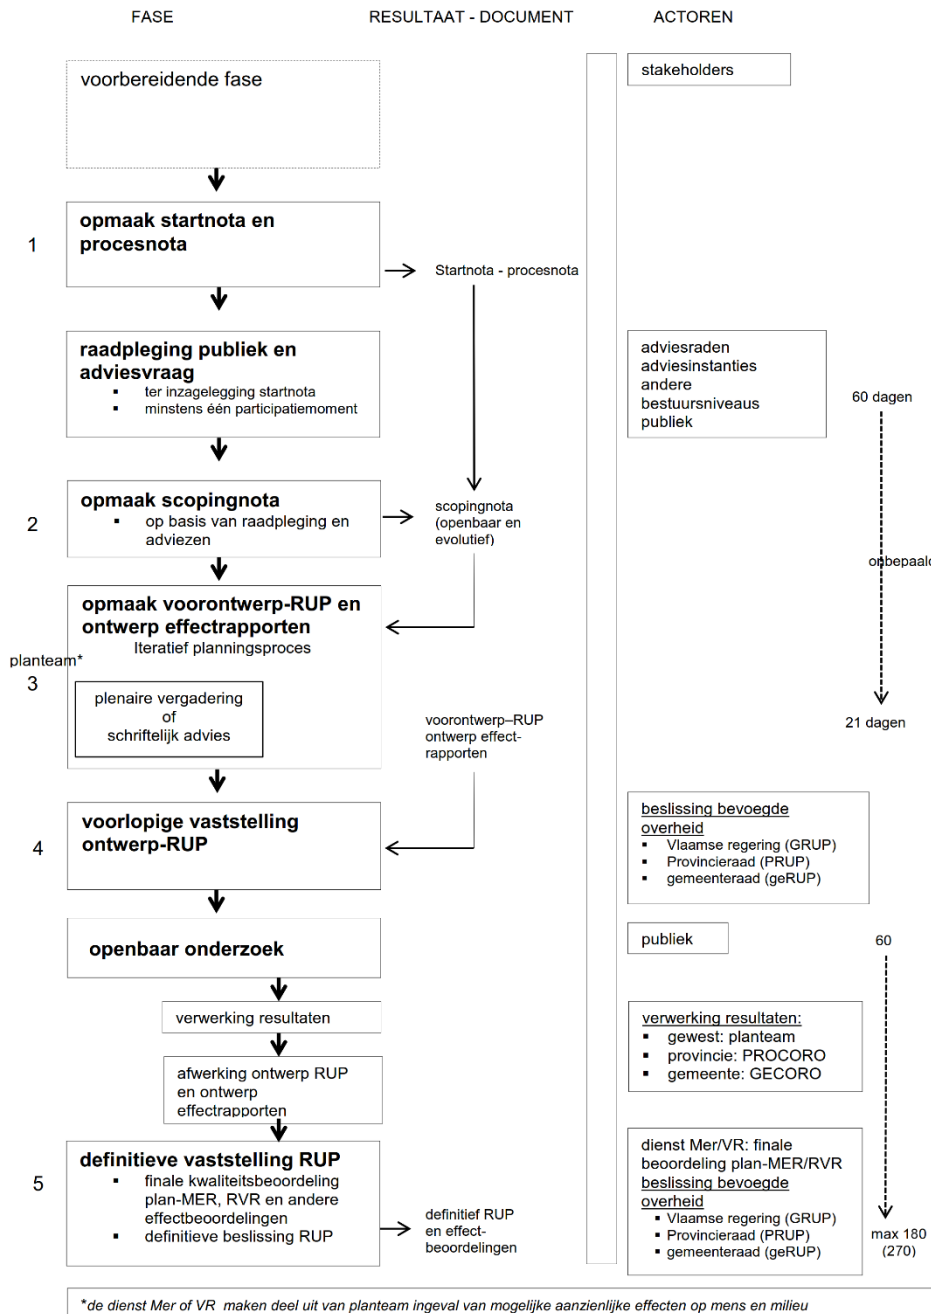 FASE
RESULTAAT - DOCUMENT
ACTOREN
voorbereidende fase
stakeholders
1
opmaak startnota en
procesnota
Startnota - procesnota
raadpleging publiek en
adviesvraag
▪ ter inzagelegging startnota
▪ minstens één participatiemoment
adviesraden
adviesinstanties
andere
bestuursniveaus
publiek
60 dagen
2
opmaak scopingnota
▪ op basis van raadpleging en
adviezen
scopingnota
(openbaar en
evolutief)
onbepaald
opmaak voorontwerp-RUP en
ontwerp effectrapporten
Iteratief planningsproces
planteam*
3
plenaire vergadering
of
schriftelijk advies
voorontwerp–RUP
ontwerp effect-
rapporten
21 dagen
4
voorlopige vaststelling
ontwerp-RUP
beslissing bevoegde
overheid
▪ Vlaamse regering (GRUP)
▪ Provincieraad (PRUP)
▪ gemeenteraad (geRUP)
openbaar onderzoek
publiek
60
verwerking resultaten
verwerking resultaten:
▪ gewest: planteam
▪ provincie: PROCORO
▪ gemeente: GECORO
afwerking ontwerp RUP
en ontwerp
effectrapporten
5
definitieve vaststelling RUP
▪ finale kwaliteitsbeoordeling
plan-MER, RVR en andere
effectbeoordelingen
▪ definitieve beslissing RUP
definitief RUP
en effect-
beoordelingen
dienst Mer/VR: finale
beoordeling plan-MER/RVR
beslissing bevoegde
overheid
▪ Vlaamse regering (GRUP)
▪ Provincieraad (PRUP)
▪ gemeenteraad (geRUP)
max 180
(270)
*de dienst Mer of VR maken deel uit van planteam ingeval van mogelijke aanzienlijke effecten op mens en milieu